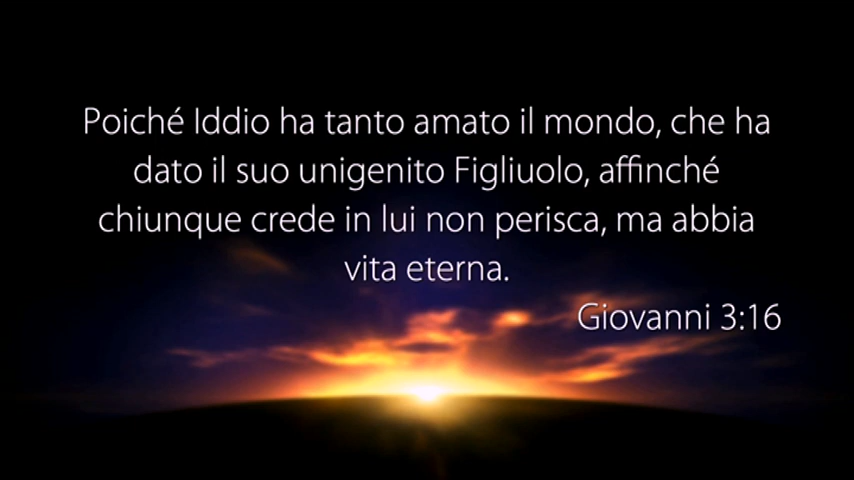 Poiché Iddio ha tanto amato il mondo, che ha
dato il suo unigenito Figliuolo, affinché
chiunque crede in lui non perisca, ma abbia
vita eterna.
Giovanni 3:16